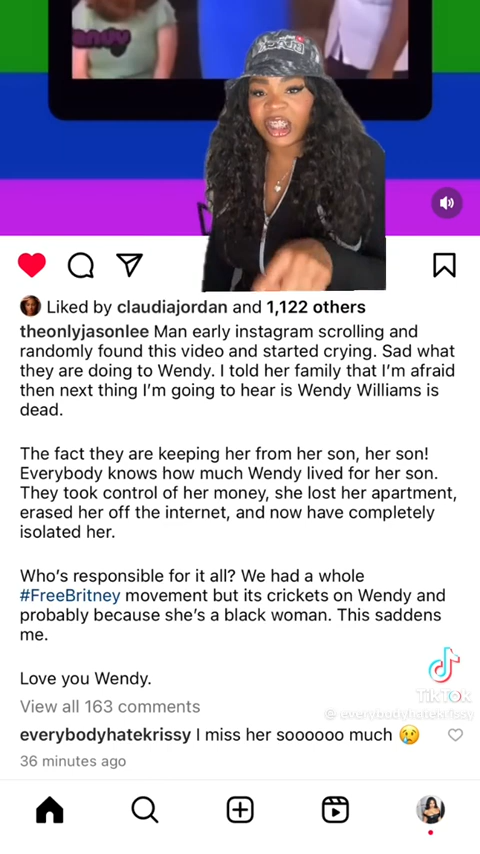 Liked by claudiajordan and 1,122 others
theonlyjasonlee Man early instagram scrolling and
randomly found this video and started crying. Sad what
they are doing to Wendy. I told her family that I'm afraid
then next thing I'm going to hear is Wendy Williams is
dead.
The fact they are keeping her from her son, her son!
Everybody knows how much Wendy lived for her son.
They took control of her money, she lost her apartment,
erased her off the internet, and now have completely
isolated her.
Who's responsible for it all? We had a whole
#FreeBritney movement but its crickets on Wendy and
probably because she's a black woman. This saddens
me.
Love you Wendy.
View all 163 comments
TikTok
@ everybodyhatekrissy
everybodyhatekrissy I miss her soooooo much 😢
36 minutes ago